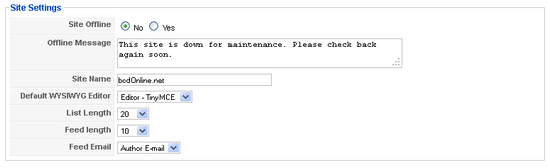 Site Settings
Site Offline No Yes
Offline Message This site is down for maintenance. Please check back
again soon.
Site Name bcdOnline.net
Default WYSIWYG Editor Editor - TinyMCE
List Length 20
Feed length 10
Feed Email Author E-mail